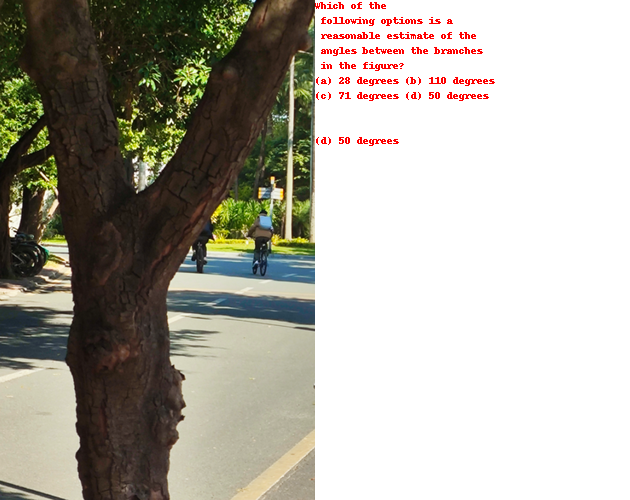 Which of the
following options is a
reasonable estimate of the
angles between the branches
in the figure?
(a) 28 degrees (b) 110 degrees
(c) 71 degrees (d) 50 degrees
(d) 50 degrees